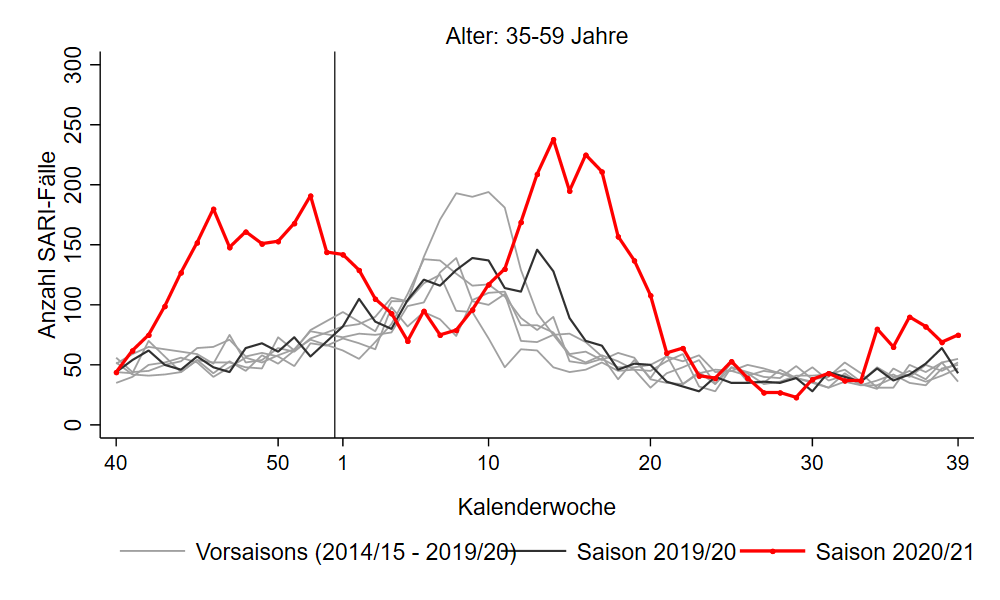 Alter: 35-59 Jahre
Anzahl SARI-Fälle
300
250
200
150
100
50
0
40 50 1 10 20 30 39
Kalenderwoche
Vorsaisons (2014/15 - 2019/20) Saison 2019/20 Saison 2020/21